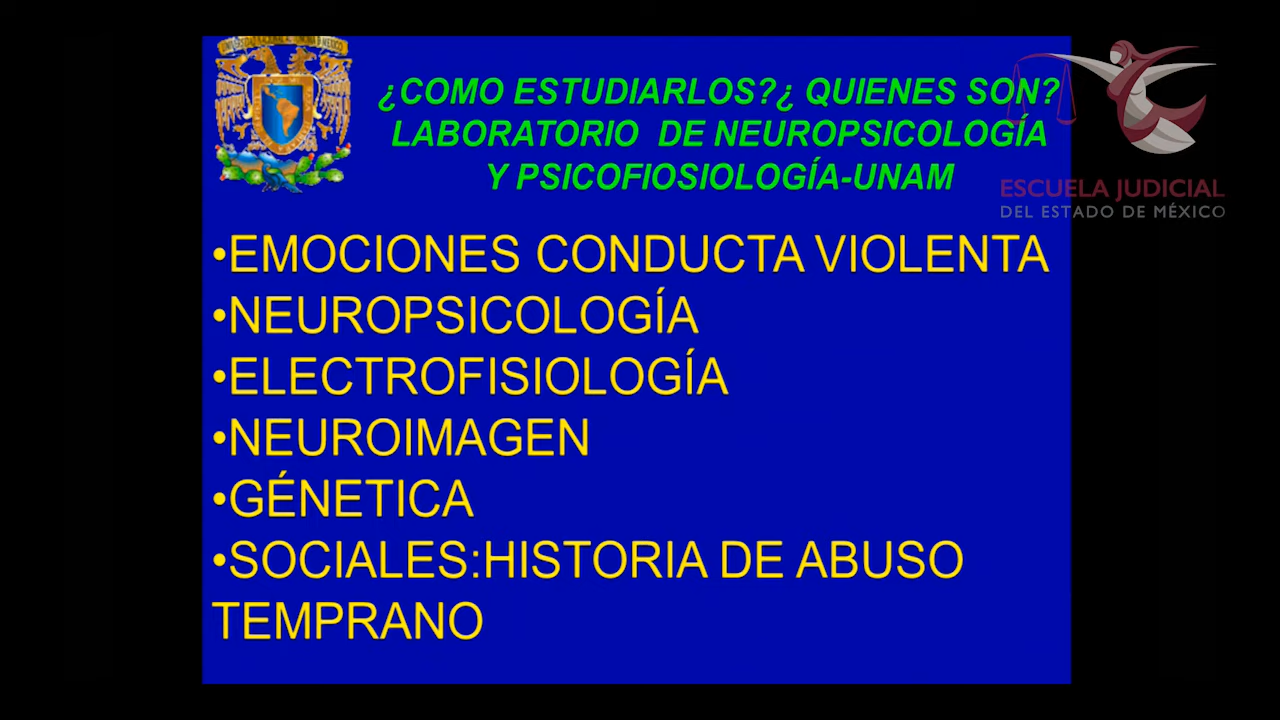 ¿COMO ESTUDIARLOS?¿ QUIENES SON?
LABORATORIO DE NEUROPSICOLOGÍA
Y PSICOFIOSIOLOGÍA-UNAM
ESCUELA JUDICIAL
DEL ESTADO DE MÉXICO
•EMOCIONES CONDUCTA VIOLENTA
•NEUROPSICOLOGÍA
•ELECTROFISIOLOGÍA
•NEUROIMAGEN
•GÉNETICA
•SOCIALES:HISTORIA DE ABUSO
TEMPRANO